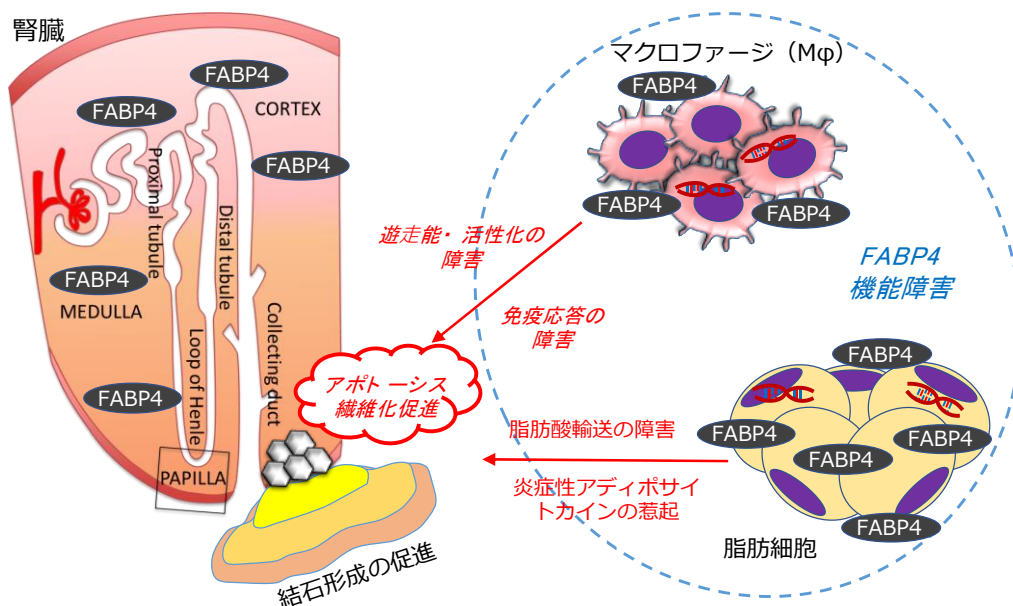 腎臓
FABP4
FABP4
CORTEX
FABP4
Proximal tubule
Distal tubule
FABP4
MEDULLA
Loop of Henle
Collecting duct
FABP4
PAPILLA
結石形成の促進
アポトーシス
繊維化促進
遊走能・活性化の
障害
免疫応答の
障害
脂肪酸輸送の障害
炎症性アディポサイ
トカインの惹起
マクロファージ（Mφ）
FABP4
FABP4
FABP4
FABP4
機能障害
FABP4
FABP4
FABP4
FABP4
FABP4
脂肪細胞